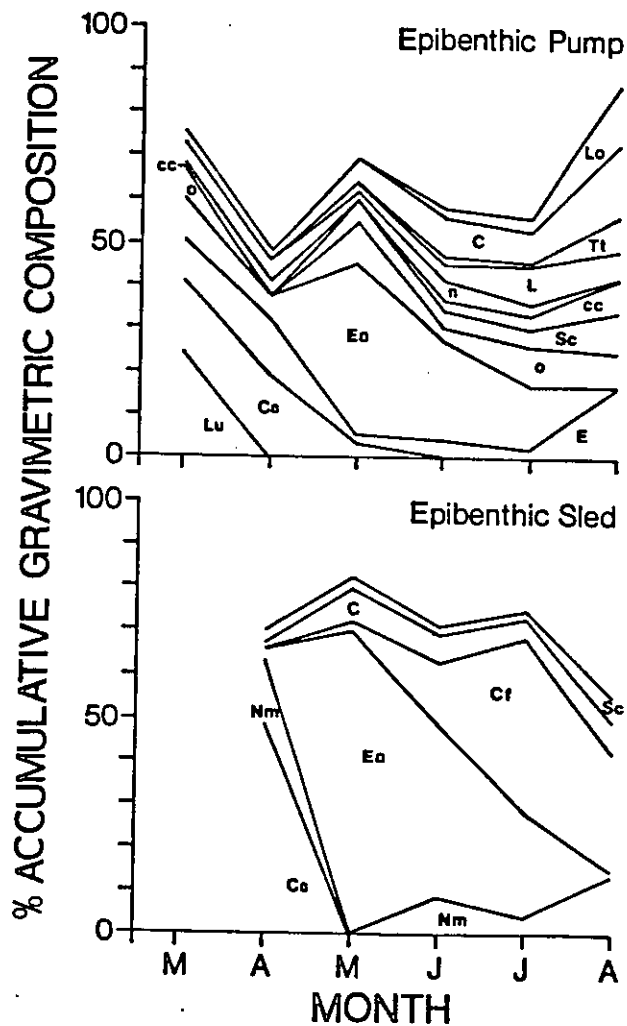 % ACCUMULATIVE GRAVIMETRIC COMPOSITION
100
Epibenthic Pump
Lo
cc
o
50
C
Tt
L
n
cc
Ea
Sc
o
Ca
Lu
E
0
100
Epibenthic Sled
C
Cf
Sc
50
Nm
Ea
Ca
Nm
0
M A M J J A
MONTH